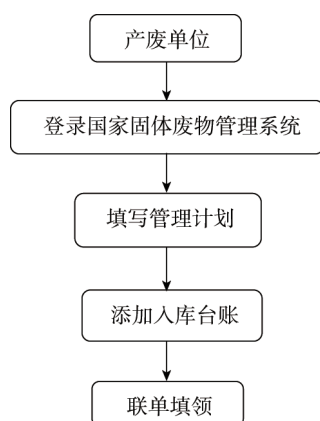 产废单位
登录国家固体废物管理系统
填写管理计划
添加入库台账
联单填领